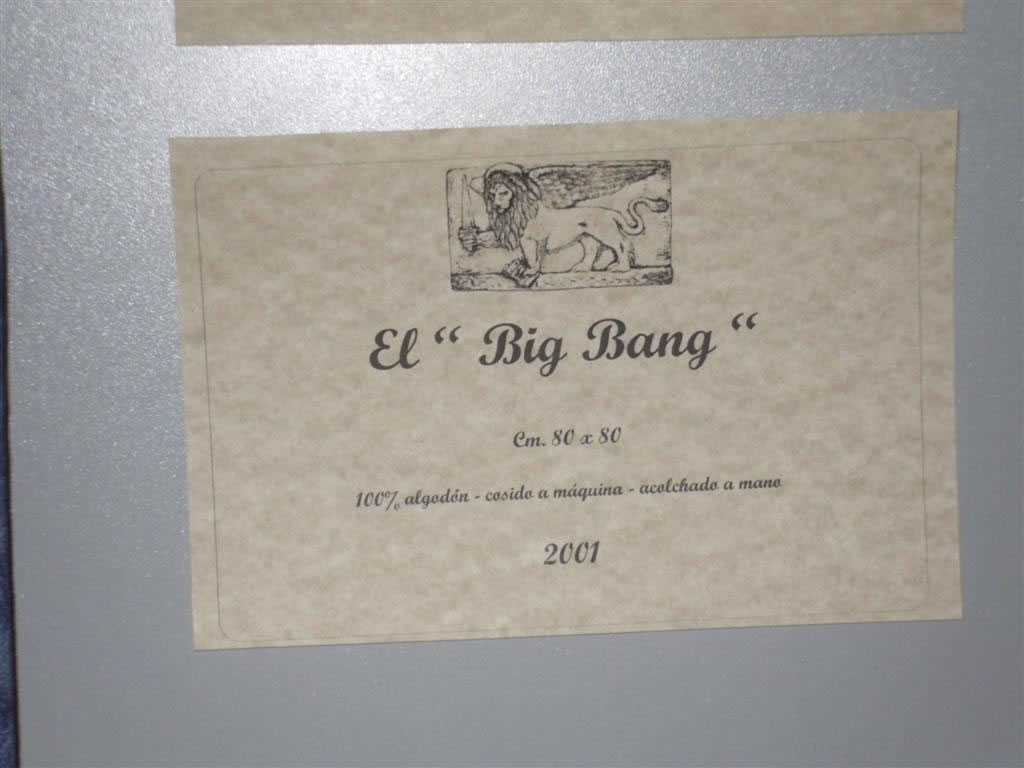 El “ Big Bang “
Cm. 80 x 80
100% algodón - cosido a máquina - acolchado a mano
2001